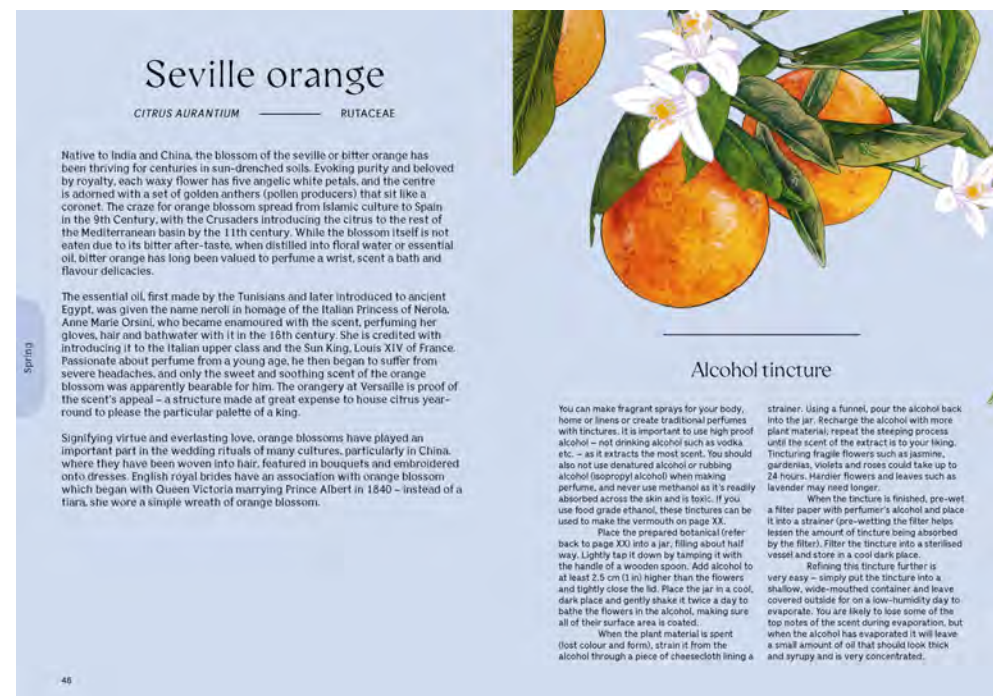 Seville orange
CITRUS AURANTIUM
RUTACEAE
Native to India and China, the blossom of the seville or bitter orange has
been thriving for centuries in sun-drenched soils. Evoking purity and beloved
by royalty, each waxy flower has five angelic white petals, and the centre
is adorned with a set of golden anthers (pollen producers) that sit like a
coronet. The craze for orange blossom spread from Islamic culture to Spain
in the 9th Century, with the Crusaders introducing the citrus to the rest of
the Mediterranean basin by the 11th century. While the blossom itself is not
eaten due to its bitter after-taste, when distilled into floral water or essential
oil, bitter orange has long been valued to perfume a wrist, scent a bath and
flavour delicacies.
The essential oil, first made by the Tunisians and later introduced to ancient
Egypt, was given the name neroli in homage of the Italian Princess of Nerola,
Anne Marie Orsini, who became enamoured with the scent, perfuming her
gloves, hair and bathwater with it in the 16th century. She is credited with
introducing it to the Italian upper class and the Sun King, Louis XIV of France.
Passionate about perfume from a young age, he then began to suffer from
severe headaches, and only the sweet and soothing scent of the orange
blossom was apparently bearable for him. The orangery at Versaille is proof of
the scent's appeal – a structure made at great expense to house citrus year-
round to please the particular palette of a king.
Signifying virtue and everlasting love, orange blossoms have played an
important part in the wedding rituals of many cultures, particularly in China,
where they have been woven into hair, featured in bouquets and embroidered
onto dresses. English royal brides have an association with orange blossom
which began with Queen Victoria marrying Prince Albert in 1840 – instead of a
tiara, she wore a simple wreath of orange blossom.
Spring
48
Alcohol tincture
You can make fragrant sprays for your body,
home or linens or create traditional perfumes
with tinctures. It is important to use high proof
alcohol – not drinking alcohol such as vodka
etc. – as it extracts the most scent. You should
also not use denatured alcohol or rubbing
alcohol (isopropyl alcohol) when making
perfume, and never use methanol as it's readily
absorbed across the skin and is toxic. If you
use food grade ethanol, these tinctures can be
used to make the vermouth on page XX.
Place the prepared botanical (refer
back to page XX) into a jar, filling about half
way. Lightly tap it down by tamping it with
the handle of a wooden spoon. Add alcohol to
at least 2.5 cm (1 in) higher than the flowers
and tightly close the lid. Place the jar in a cool,
dark place and gently shake it twice a day to
bathe the flowers in the alcohol, making sure
all of their surface area is coated.
When the plant material is spent
(lost colour and form), strain it from the
alcohol through a piece of cheesecloth lining a
strainer. Using a funnel, pour the alcohol back
into the jar. Recharge the alcohol with more
plant material; repeat the steeping process
until the scent of the extract is to your liking.
Tincturing fragile flowers such as jasmine,
gardenias, violets and roses could take up to
24 hours. Hardier flowers and leaves such as
lavender may need longer.
When the tincture is finished, pre-wet
a filter paper with perfumer's alcohol and place
it into a strainer (pre-wetting the filter helps
lessen the amount of tincture being absorbed
by the filter). Filter the tincture into a sterilised
vessel and store in a cool dark place.
Refining this tincture further is
very easy – simply put the tincture into a
shallow, wide-mouthed container and leave
covered outside for on a low-humidity day to
evaporate. You are likely to lose some of the
top notes of the scent during evaporation, but
when the alcohol has evaporated it will leave
a small amount of oil that should look thick
and syrupy and is very concentrated.